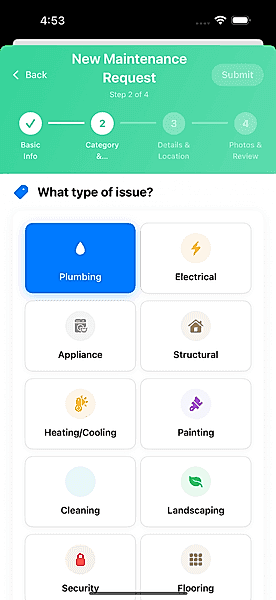 4:53
New Maintenance
Back
Request
Submit
Step 2 of 4
2
3
4
Basic
Info
Category
&...
Details &
Location
Photos &
Review
What type of issue?
Plumbing
Electrical
Appliance
Structural
Heating/Cooling
Painting
Cleaning
Landscaping
Security
Flooring